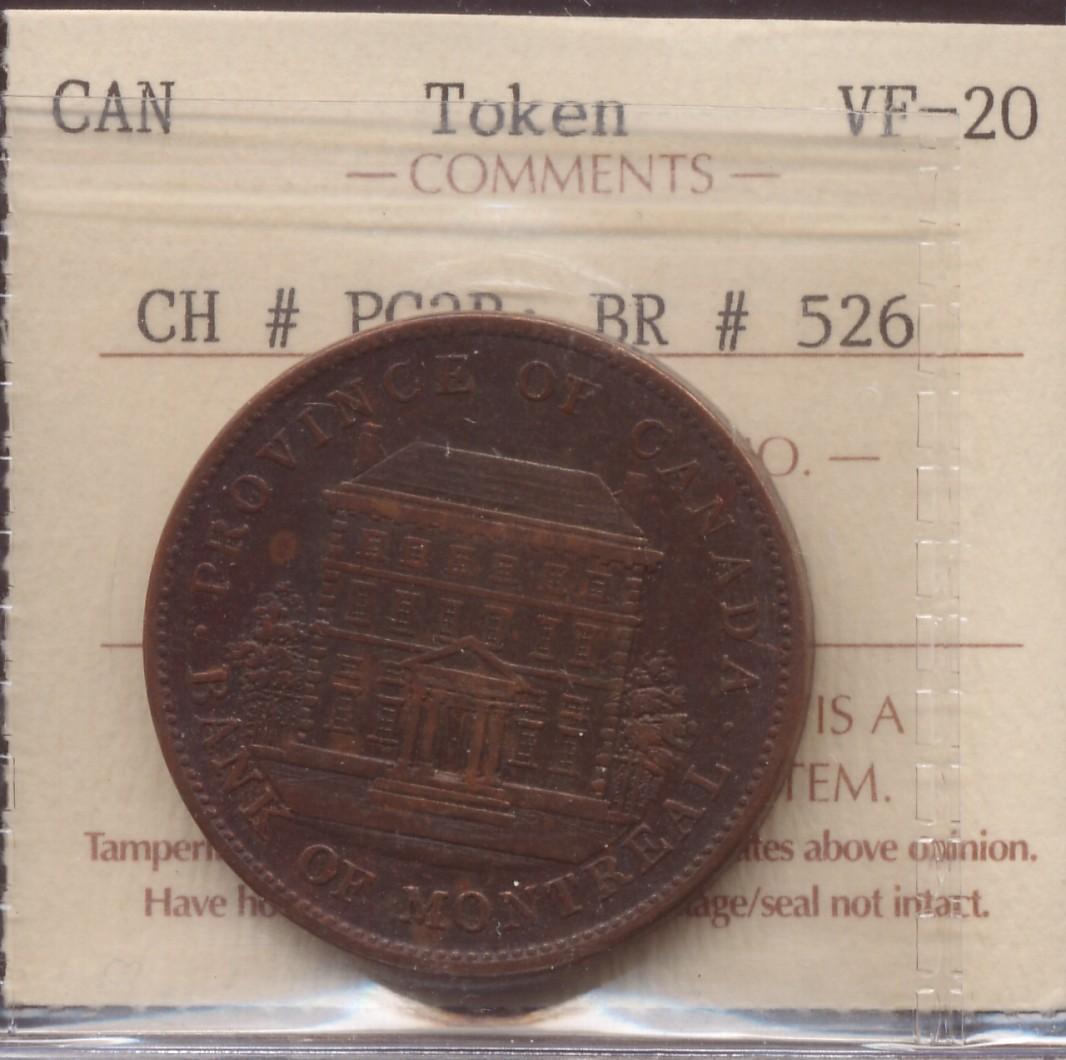 CAN Token VF-20
— COMMENTS —
CH # PC2B; BR # 526
O. —
IS A
TEM.
Tamperi ates above opinion.
Have ho age/seal not intact.
PROVINCE OF CANADA
BANK OF MONTREAL